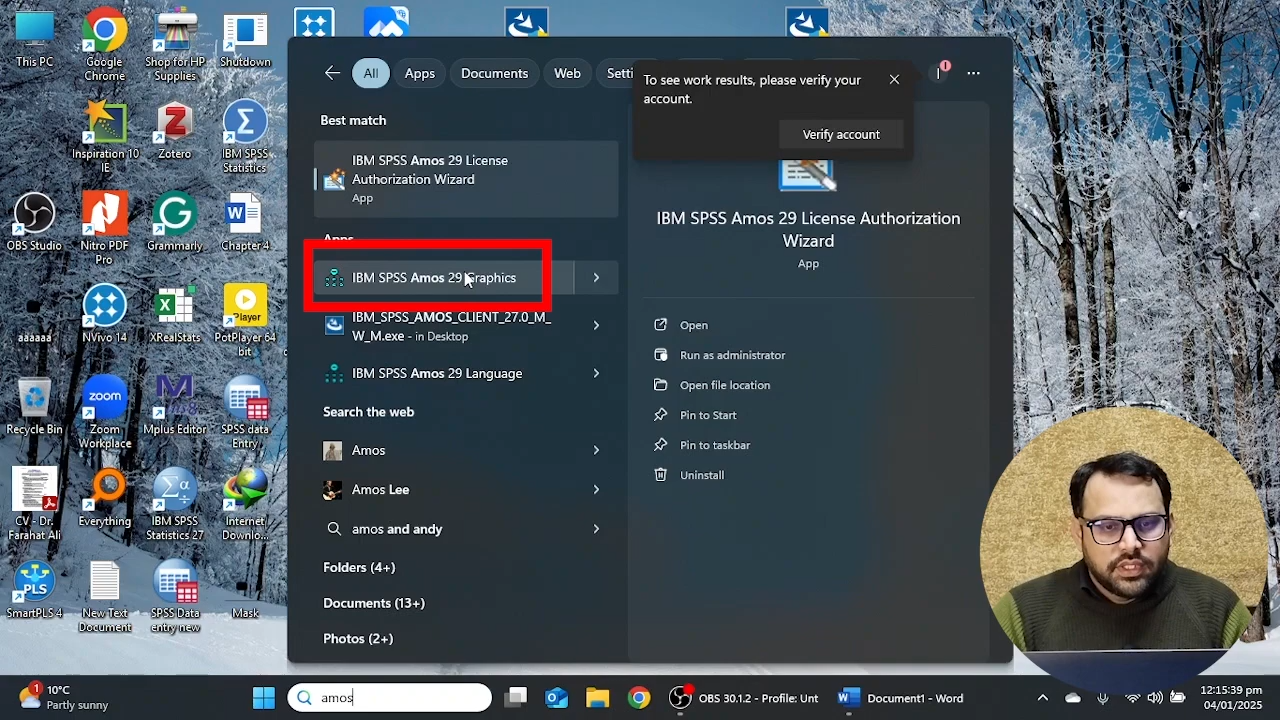 This PC
Google
Chrome
Shop for HP
Supplies
Shutdown
Inspiration 10
IE
Zotero
IBM SPSS
Statistics
OBS Studio
Nitro PDF
Pro
Grammarly
Chapter 4
aaaaaa
NVivo 14
XRealStats
Player
PotPlayer 64
bit
Recycle Bin
zoom
Zoom
Workplace
Mplus Editor
SPSS data
Entry
CV - Dr.
Farahat Ali
Everything
IBM SPSS
Statistics 27
Internet
Downlo...
PLS
SmartPLS 4
New Text
Document
SPSS Data
entry new
Mask
All
Apps
Documents
Web
Setti
To see work results, please verify your
account.
Verify account
Best match
IBM SPSS Amos 29 License
Authorization Wizard
App
Apps
IBM SPSS Amos 29 Graphics
IBM_SPSS_AMOS_CLIENT_27.0_M_
W_M.exe - in Desktop
IBM SPSS Amos 29 Language
Search the web
Amos
Amos Lee
amos and andy
Folders (4+)
Documents (13+)
Photos (2+)
IBM SPSS Amos 29 License Authorization
Wizard
App
Open
Run as administrator
Open file location
Pin to Start
Pin to taskbar
Uninstall
1
10°C
Partly sunny
amos
OBS 30.1.2 - Profile: Unt
Document1 - Word
12:15:39 pm
04/01/2025